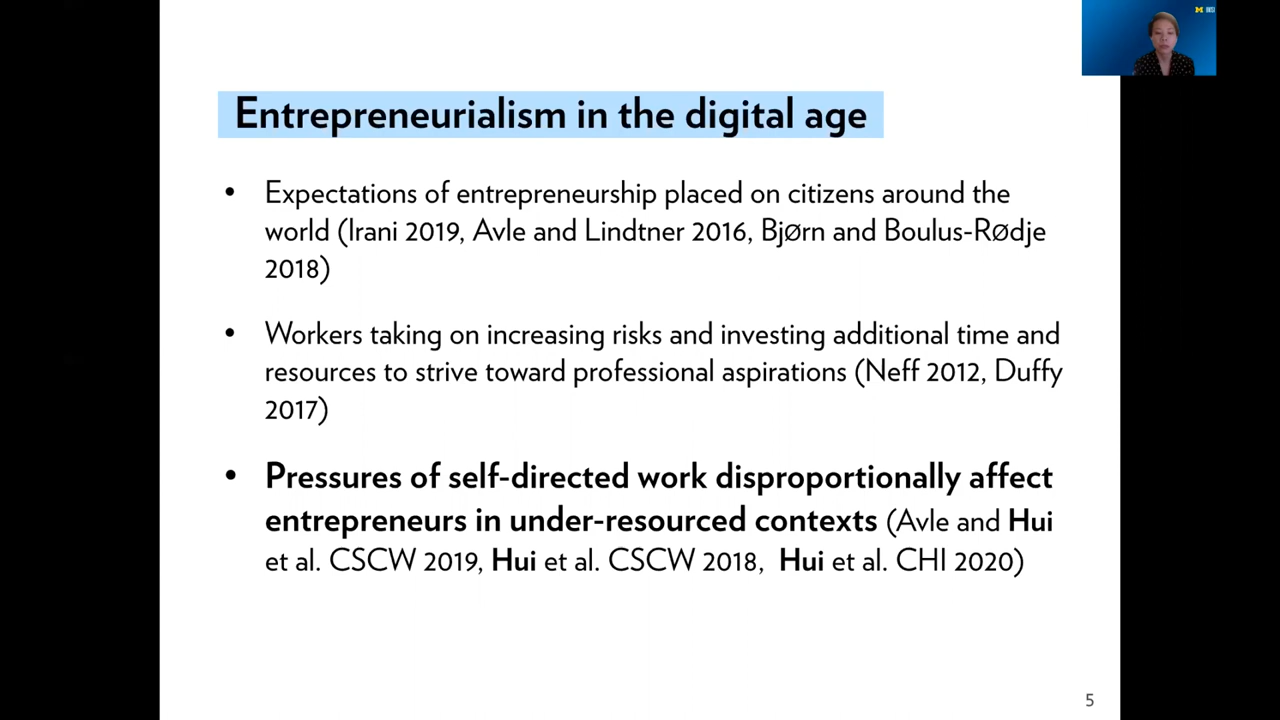 Entrepreneurialism in the digital age
• Expectations of entrepreneurship placed on citizens around the
world (Irani 2019, Avle and Lindtner 2016, Bjørn and Boulus-Rødje
2018)
• Workers taking on increasing risks and investing additional time and
resources to strive toward professional aspirations (Neff 2012, Duffy
2017)
• Pressures of self-directed work disproportionally affect
entrepreneurs in under-resourced contexts (Avle and Hui
et al. CSCW 2019, Hui et al. CSCW 2018, Hui et al. CHI 2020)
5